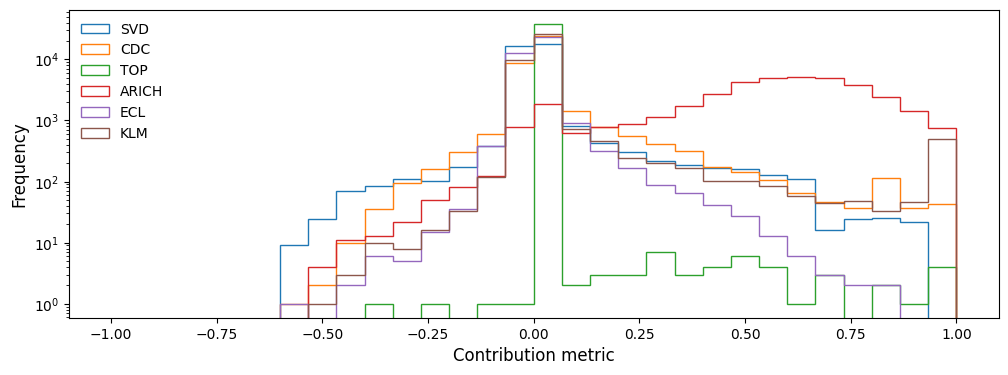 SVD
CDC
TOP
ARICH
ECL
KLM
Frequency
10⁴
10³
10²
10¹
10⁰
−1.00 −0.75 −0.50 −0.25 0.00 0.25 0.50 0.75 1.00
Contribution metric